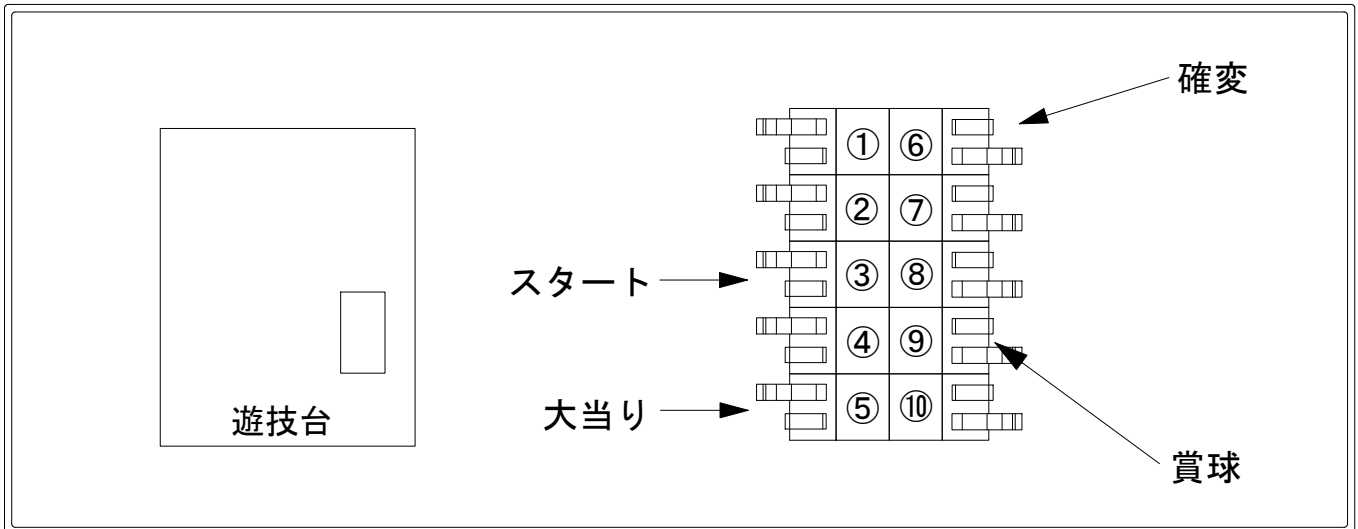 確変
① ⑥
② ⑦
スタート ③ ⑧
④ ⑨
大当り ⑤ ⑩
遊技台
賞球